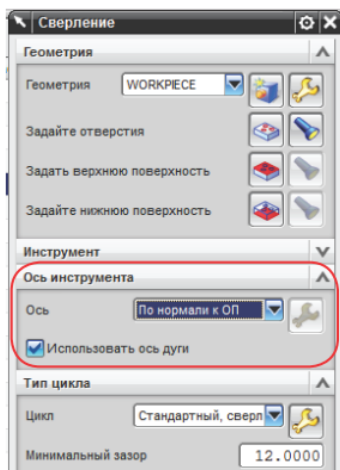 Сверление
Геометрия
Геометрия WORKPIECE
Задайте отверстия
Задать верхнюю поверхность
Задайте нижнюю поверхность
Инструмент
Ось инструмента
Ось По нормали к ОП
Использовать ось дуги
Тип цикла
Цикл Стандартный, сверл
Минимальный зазор 12.0000